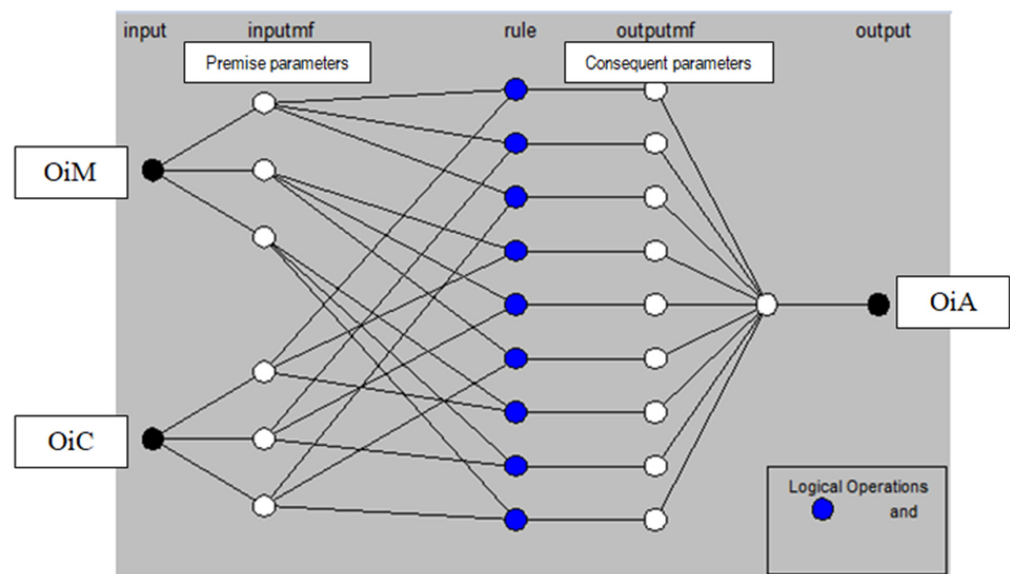 input inputmf rule outputmf output
Premise parameters Consequent parameters
OiM
OiA
OiC
Logical Operations
and